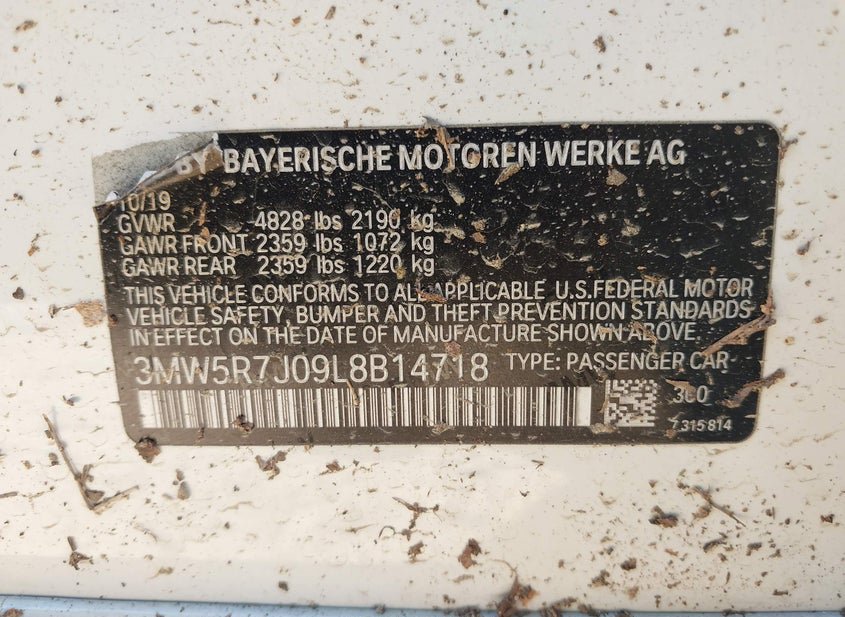 BY BAYERISCHE MOTOREN WERKE AG
10/19
GVWR 4828 lbs 2190 kg
GAWR FRONT 2359 lbs 1072 kg
GAWR REAR 2359 lbs 1220 kg
THIS VEHICLE CONFORMS TO ALL APPLICABLE U.S.FEDERAL MOTOR
VEHICLE SAFETY, BUMPER AND THEFT PREVENTION STANDARDS
IN EFFECT ON THE DATE OF MANUFACTURE SHOWN ABOVE.
3MW5R7J09L8B14718 TYPE: PASSENGER CAR
300
7315814